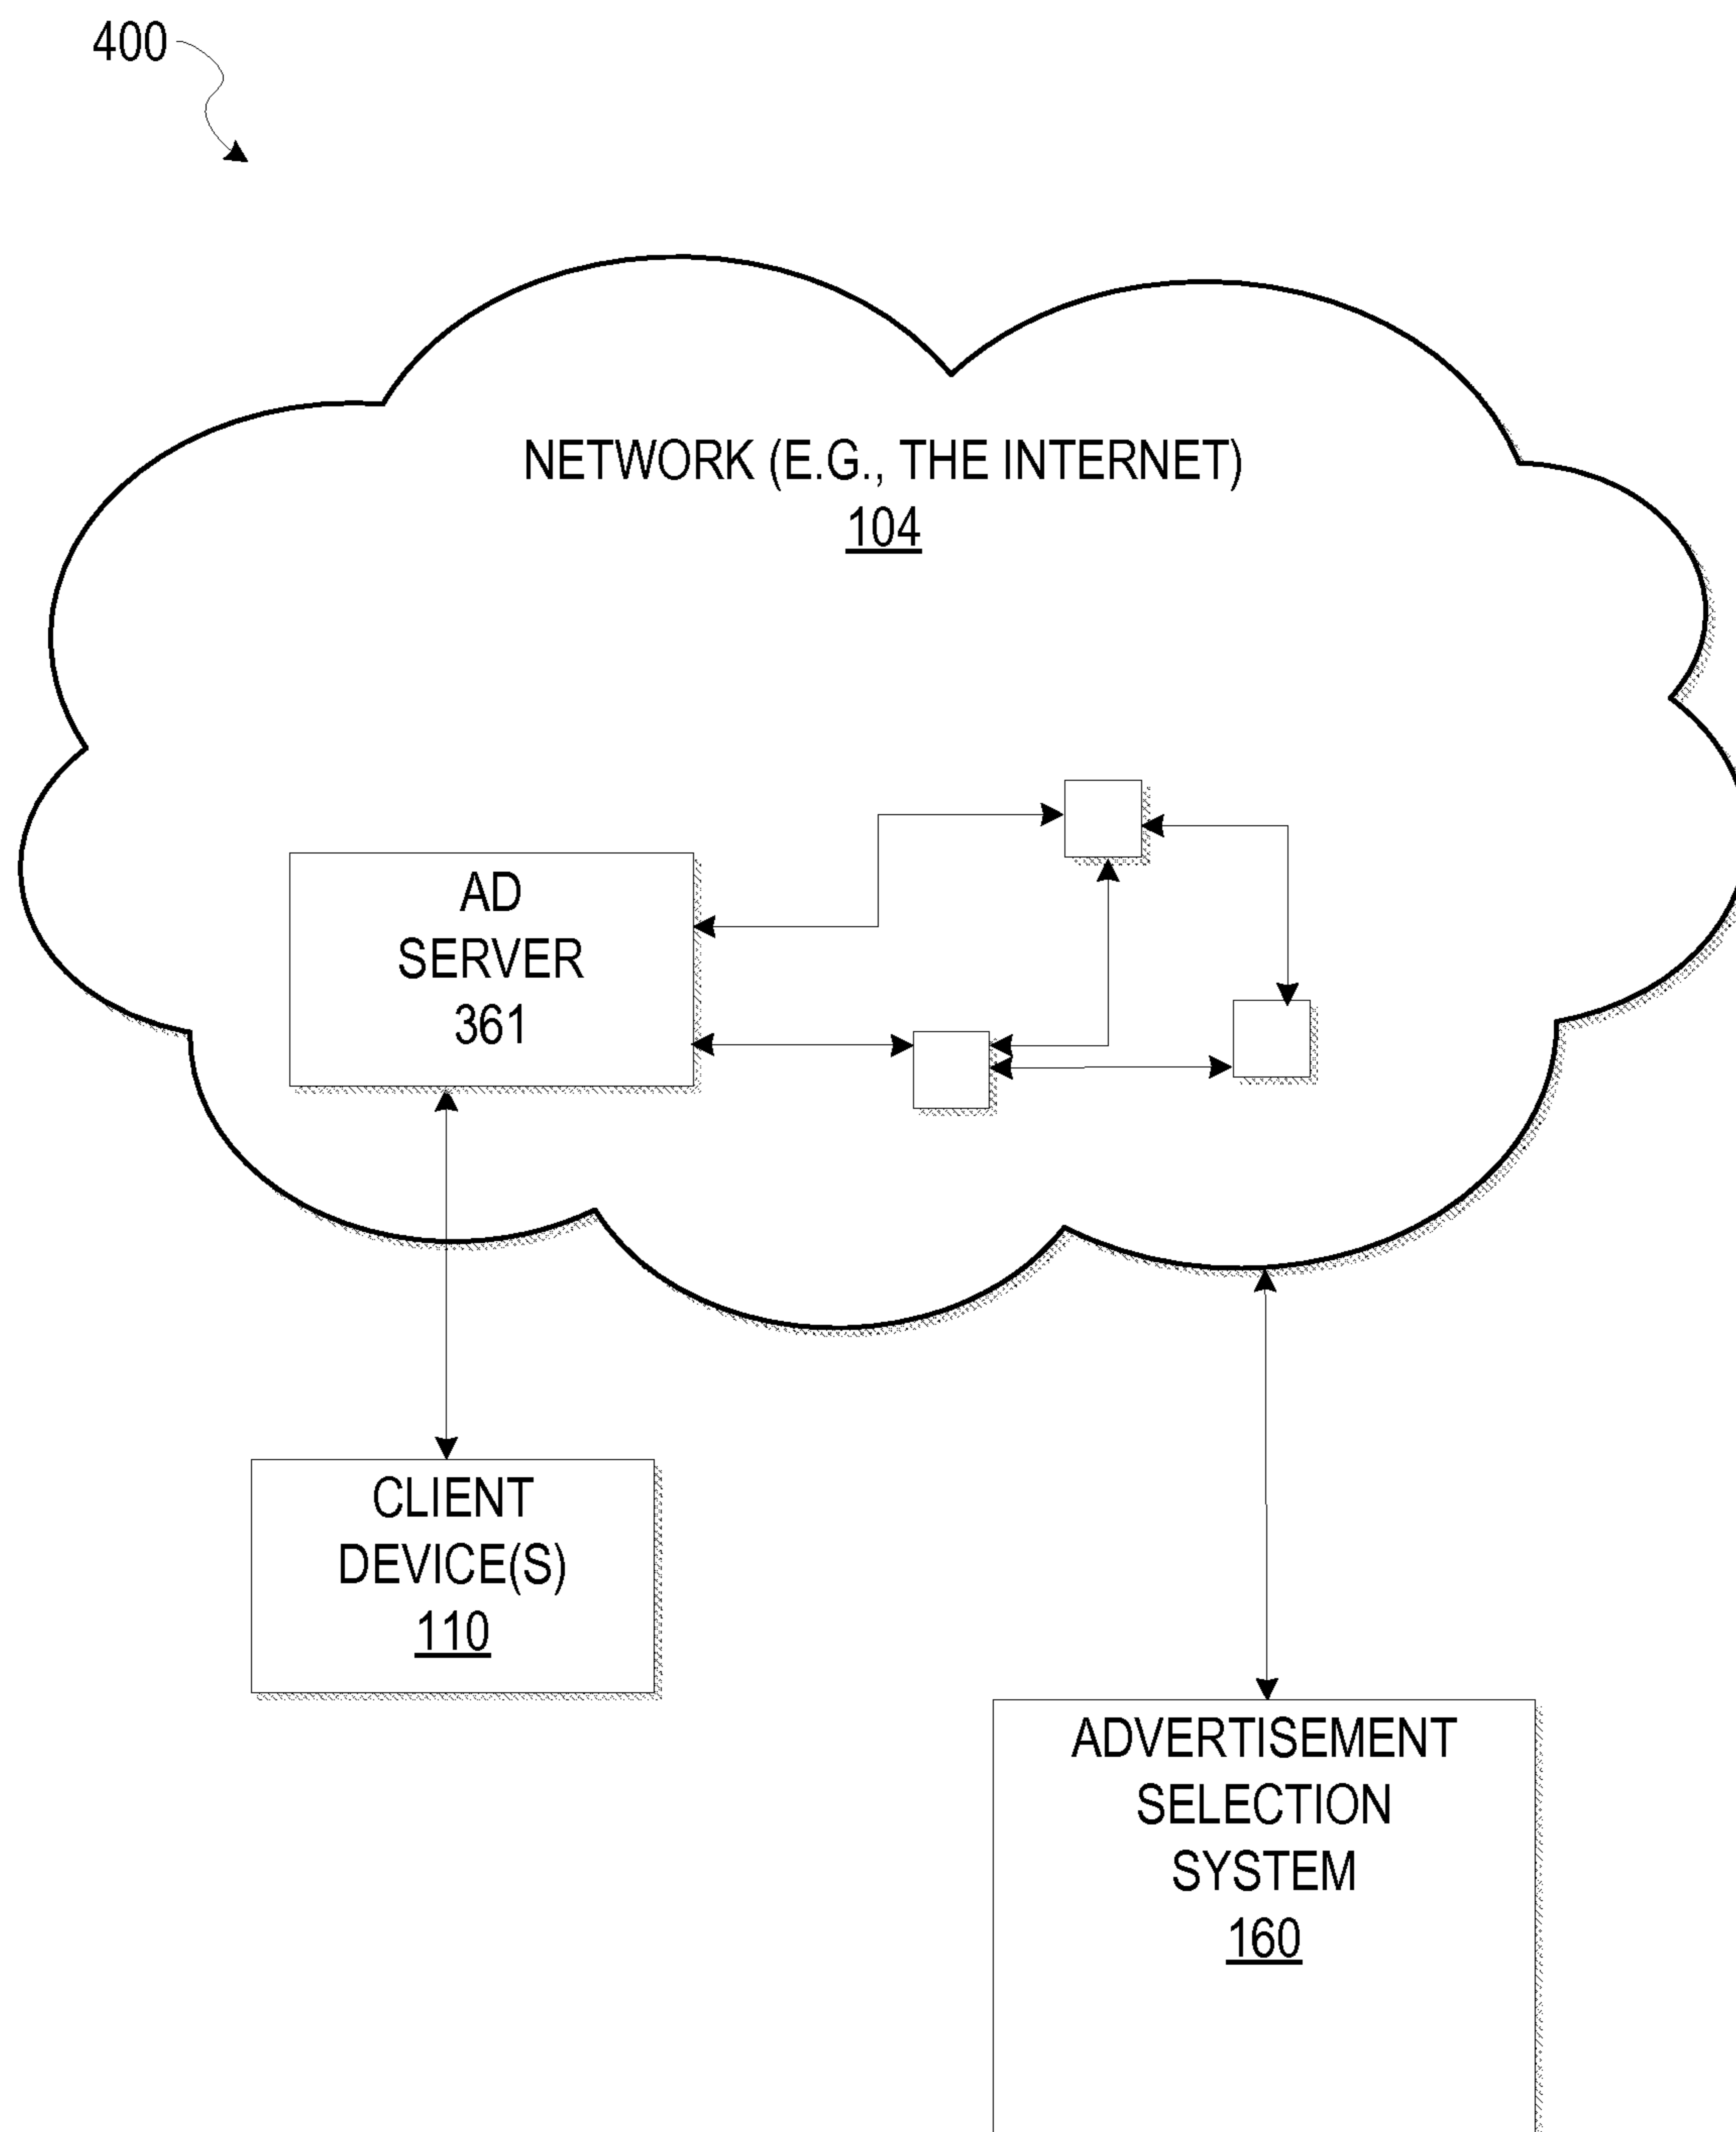 400
NETWORK (E.G., THE INTERNET)
104
AD
SERVER
361
CLIENT
DEVICE(S)
110
ADVERTISEMENT
SELECTION
SYSTEM
160